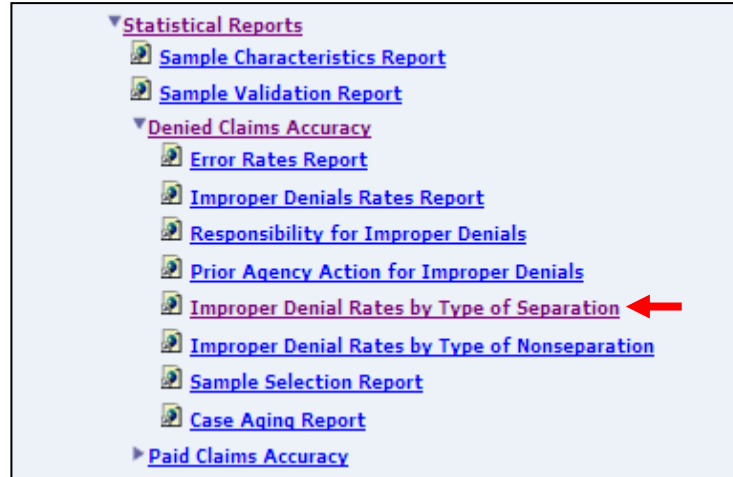 Statistical Reports
Sample Characteristics Report
Sample Validation Report
Denied Claims Accuracy
Error Rates Report
Improper Denials Rates Report
Responsibility for Improper Denials
Prior Agency Action for Improper Denials
Improper Denial Rates by Type of Separation
Improper Denial Rates by Type of Nonseparation
Sample Selection Report
Case Aging Report
Paid Claims Accuracy